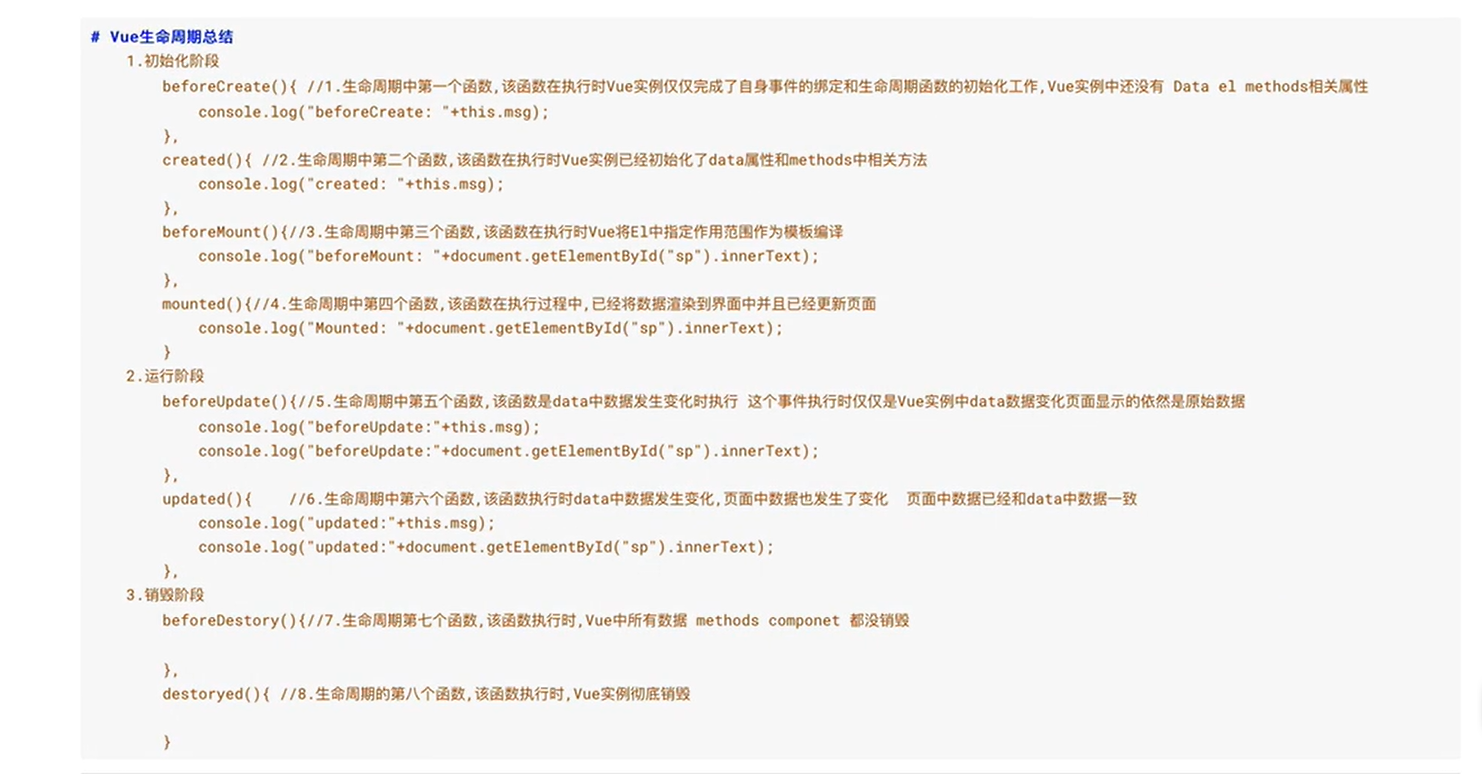 # Vue生命周期总结
1.初始化阶段
beforeCreate(){ //1.生命周期中第一个函数,该函数在执行时Vue实例仅仅完成了自身事件的绑定和生命周期函数的初始化工作,Vue实例中还没有 Data el methods相关属性
console.log("beforeCreate: "+this.msg);
},
created(){ //2.生命周期中第二个函数,该函数在执行时Vue实例已经初始化了data属性和methods中相关方法
console.log("created: "+this.msg);
},
beforeMount(){//3.生命周期中第三个函数,该函数在执行时Vue将El中指定作用范围作为模板编译
console.log("beforeMount: "+document.getElementById("sp").innerText);
},
mounted(){//4.生命周期中第四个函数,该函数在执行过程中,已经将数据渲染到界面中并且已经更新页面
console.log("Mounted: "+document.getElementById("sp").innerText);
}
2.运行阶段
beforeUpdate(){//5.生命周期中第五个函数,该函数是data中数据发生变化时执行 这个事件执行时仅仅是Vue实例中data数据变化页面显示的依然是原始数据
console.log("beforeUpdate:"+this.msg);
console.log("beforeUpdate:"+document.getElementById("sp").innerText);
},
updated(){    //6.生命周期中第六个函数,该函数执行时data中数据发生变化,页面中数据也发生了变化  页面中数据已经和data中数据一致
console.log("updated:"+this.msg);
console.log("updated:"+document.getElementById("sp").innerText);
},
3.销毁阶段
beforeDestory(){//7.生命周期第七个函数,该函数执行时,Vue中所有数据 methods componet 都没销毁
},
destoryed(){ //8.生命周期的第八个函数,该函数执行时,Vue实例彻底销毁
}